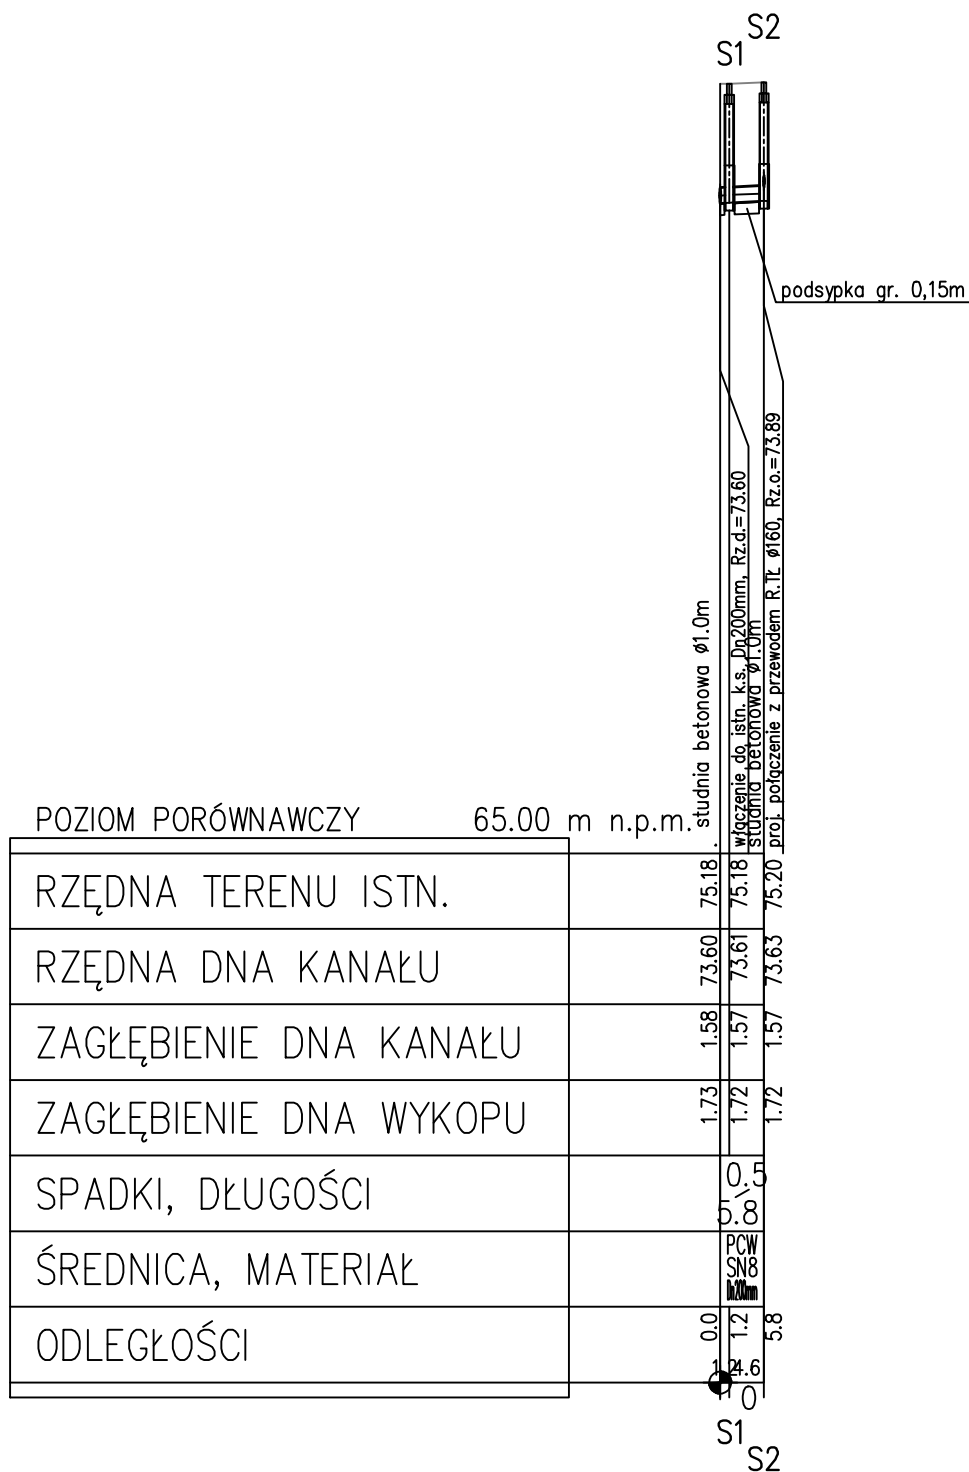 S2
S1
podsypka gr. 0,15m
studnia betonowa ø1.0m
włączenie do istn. k.s. Dn200mm, Rz.d.=73.60
studnia betonowa ø1.0m
proj. połączenie z przewodem R.TŁ ø160, Rz.o.=73.89
POZIOM PORÓWNAWCZY 65.00 m n.p.m.
RZĘDNA TERENU ISTN. 75.18 75.18 75.20
RZĘDNA DNA KANAŁU 73.60 73.61 73.63
ZAGŁĘBIENIE DNA KANAŁU 1.58 1.57 1.57
ZAGŁĘBIENIE DNA WYKOPU 1.73 1.72 1.72
SPADKI, DŁUGOŚCI 0.5
5.8
ŚREDNICA, MATERIAŁ PCW
SN8
Dn200mm
ODLEGŁOŚCI 0.0 1.2 5.8
1.2 4.6
0
S1
S2